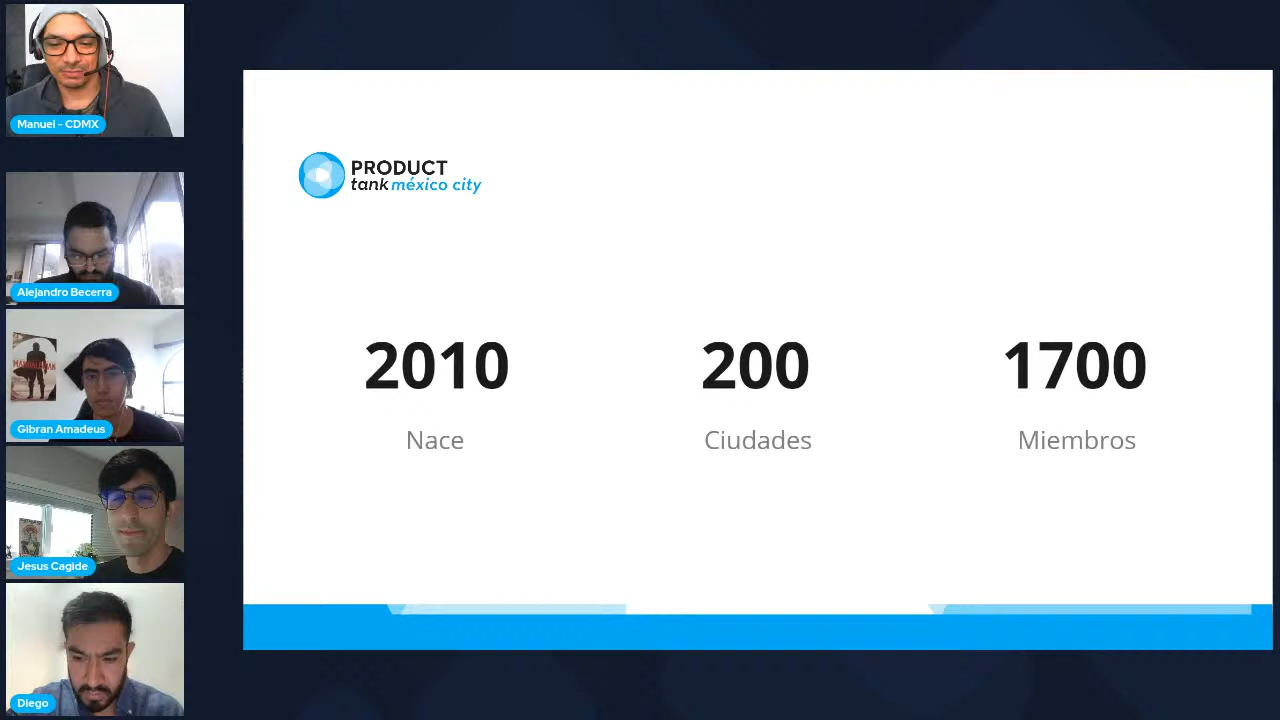 Manuel - CDMX
Alejandro Becerra
MANDALORIAN
Gibran Amadeus
Jesus Cagide
Diego
PRODUCT
tank méxico city
2010
200
1700
Nace
Ciudades
Miembros